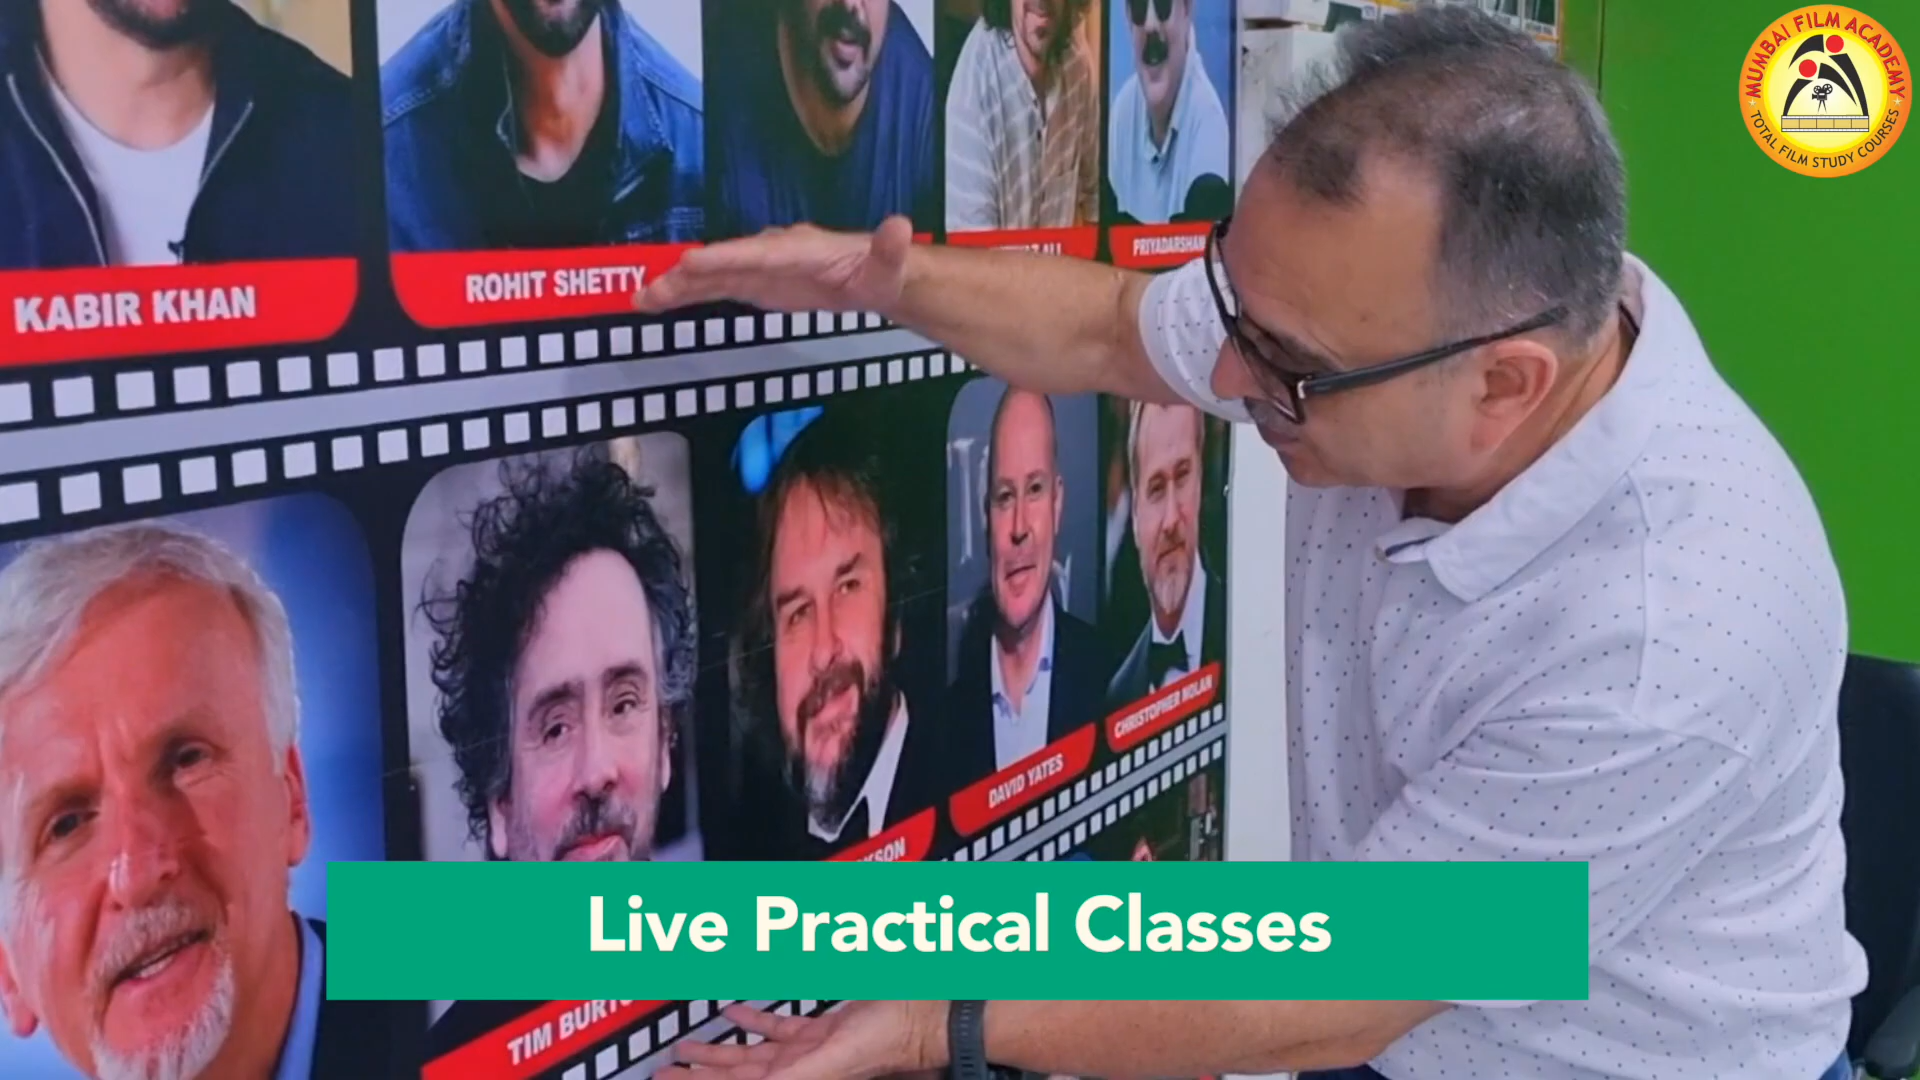 MUMBAI FILM ACADEMY
TOTAL FILM STUDY COURSES
KABIR KHAN
ROHIT SHETTY
ALI
PRIYADARSHAN
DAVID YATES
CHRISTOPHER NOLAN
Live Practical Classes